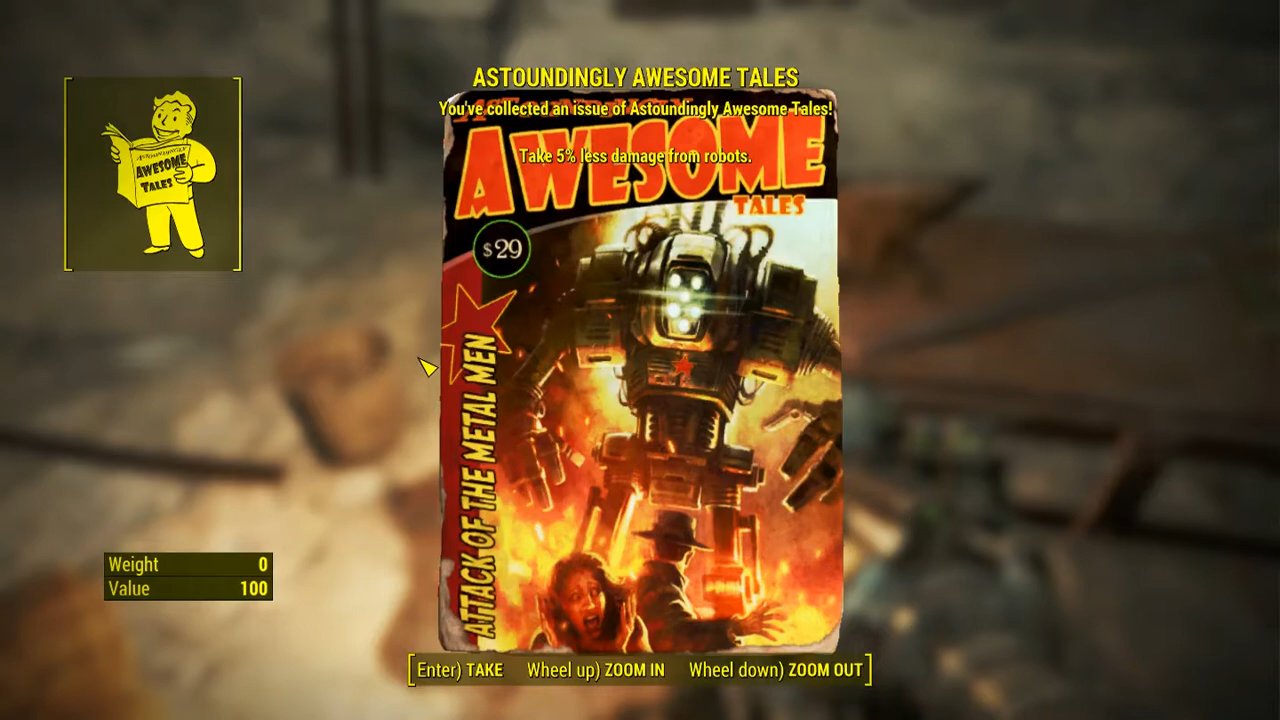 ASTOUNDINGLY AWESOME TALES
You've collected an issue of Astoundingly Awesome Tales!
AWESOME
Take 5% less damage from robots.
TALES
ASTOUNDINGLY
AWESOME
TALES
$29
ATTACK OF THE METAL MEN
Weight 0
Value 100
Enter) TAKE Wheel up) ZOOM IN Wheel down) ZOOM OUT